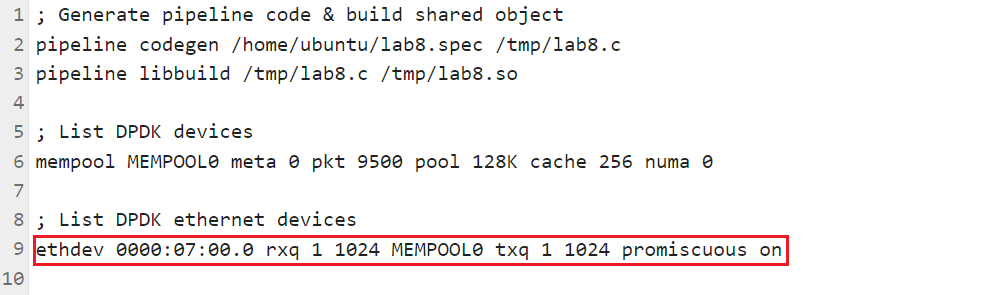 1 ; Generate pipeline code & build shared object
2 pipeline codegen /home/ubuntu/lab8.spec /tmp/lab8.c
3 pipeline libbuild /tmp/lab8.c /tmp/lab8.so
4
5 ; List DPDK devices
6 mempool MEMPOOL0 meta 0 pkt 9500 pool 128K cache 256 numa 0
7
8 ; List DPDK ethernet devices
9 ethdev 0000:07:00.0 rxq 1 1024 MEMPOOL0 txq 1 1024 promiscuous on
10